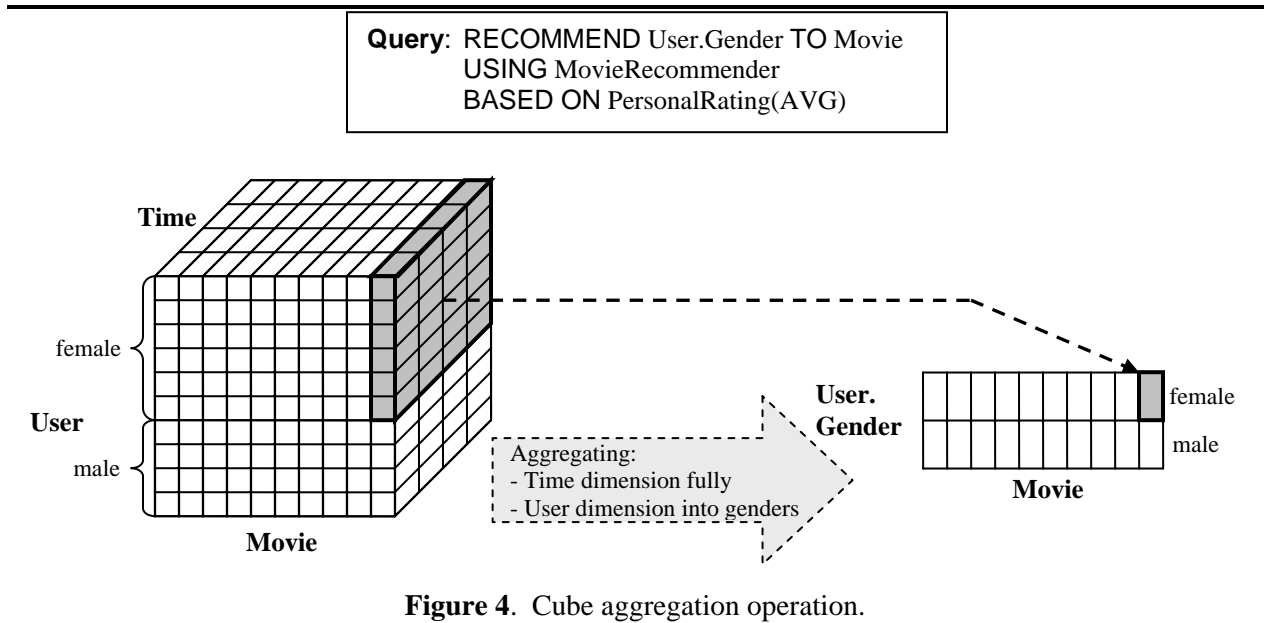 Query: RECOMMEND User.Gender TO Movie
USING MovieRecommender
BASED ON PersonalRating(AVG)
Time
female
User
male
Movie
Aggregating:
- Time dimension fully
- User dimension into genders
User.
Gender
female
male
Movie
Figure 4. Cube aggregation operation.